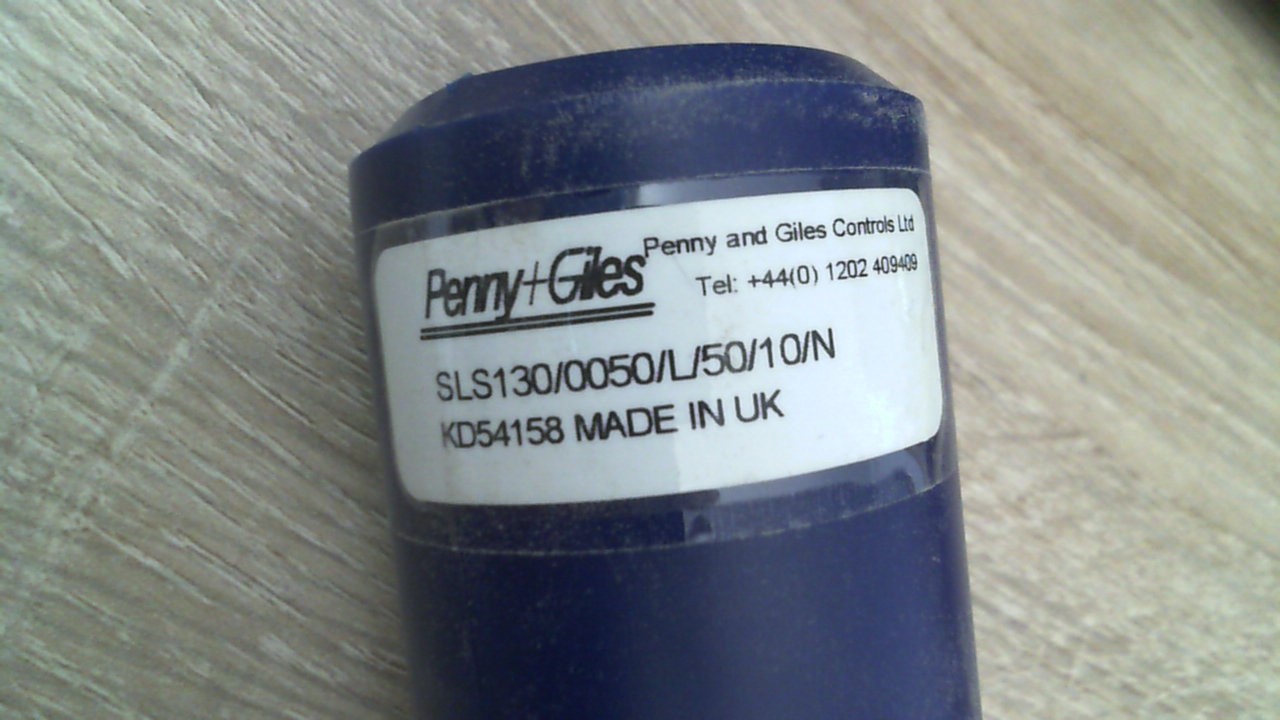 Penny+Giles
Penny and Giles Controls Ltd
Tel: +44(0) 1202 409409
SLS130/0050/L/50/10/N
KD54158 MADE IN UK